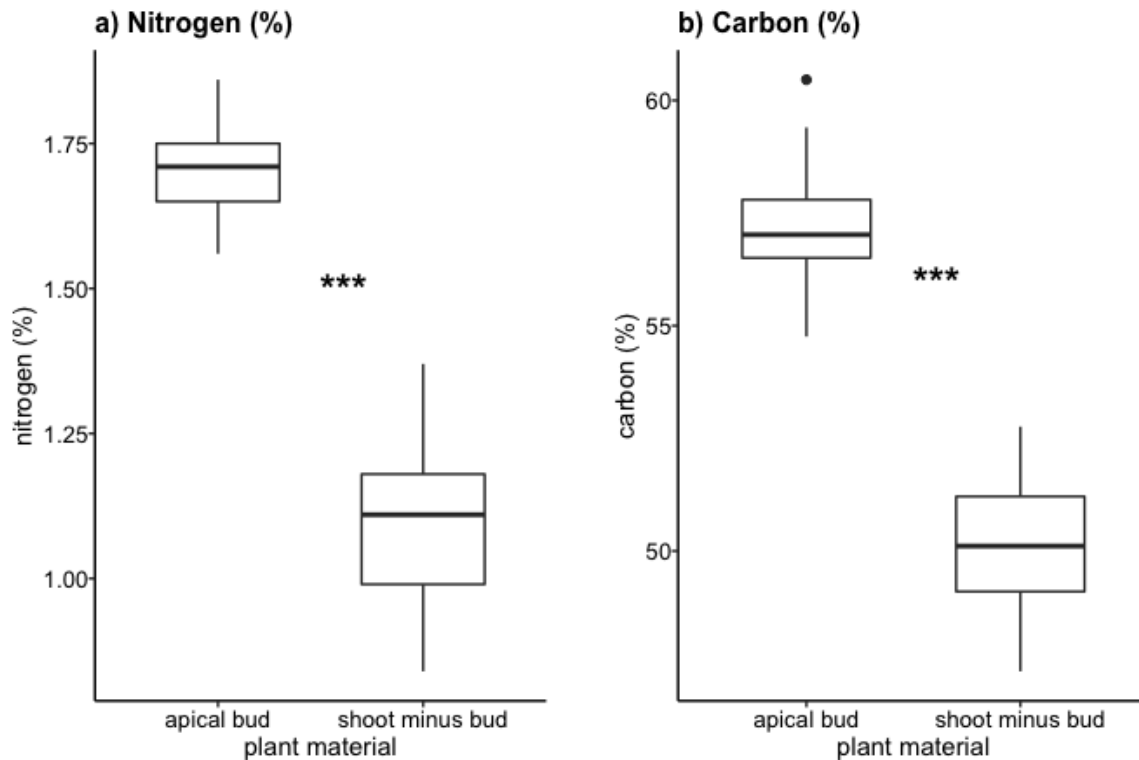 a) Nitrogen (%)
nitrogen (%)
1.75
1.50
1.25
1.00
***
apical bud
shoot minus bud
plant material
b) Carbon (%)
carbon (%)
60
55
50
***
apical bud
shoot minus bud
plant material